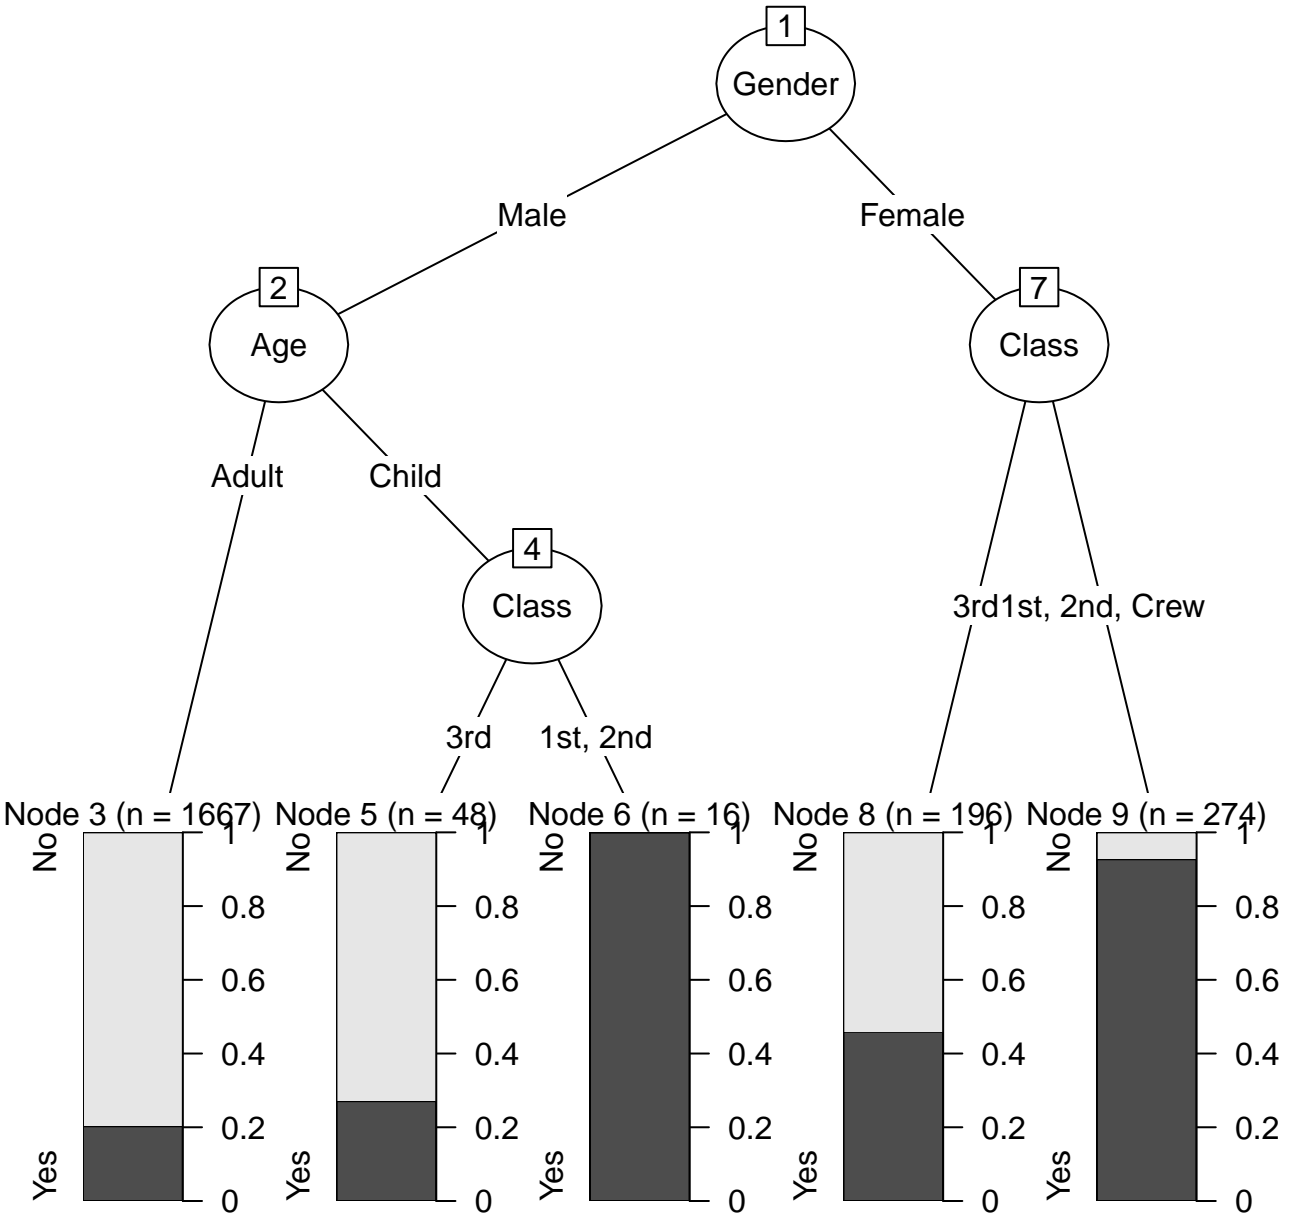 1
Gender
Male
Female
2
7
Age
Class
Adult
Child
4
Class
3rd
1st, 2nd, Crew
3rd
1st, 2nd
Node 3 (n = 1667)
Node 5 (n = 48)
Node 6 (n = 16)
Node 8 (n = 196)
Node 9 (n = 274)
No
Yes
1
0.8
0.6
0.4
0.2
0
No
Yes
1
0.8
0.6
0.4
0.2
0
No
Yes
1
0.8
0.6
0.4
0.2
0
No
Yes
1
0.8
0.6
0.4
0.2
0
No
Yes
1
0.8
0.6
0.4
0.2
0